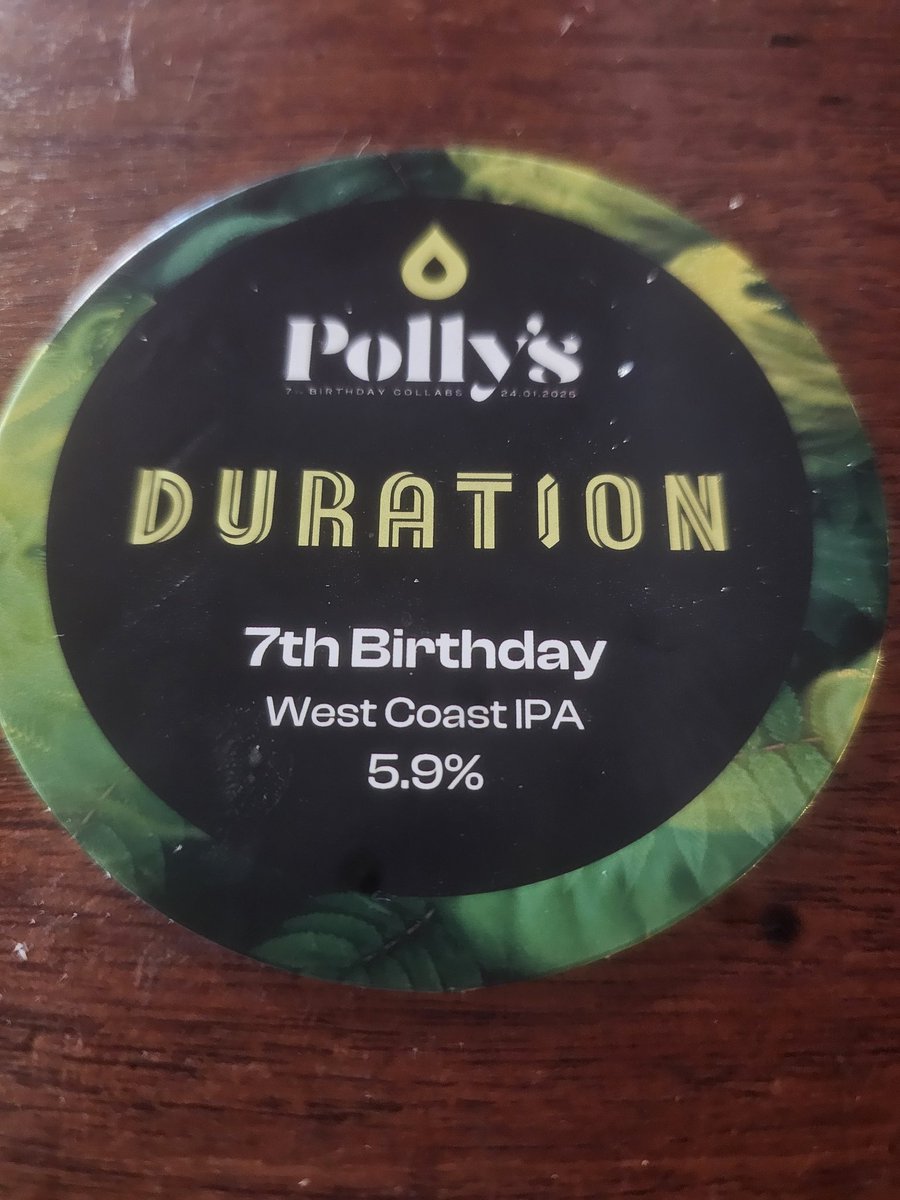 Polly's
7TH BIRTHDAY COLLABS 24.01.2025
DURATION
7th Birthday
West Coast IPA
5.9%